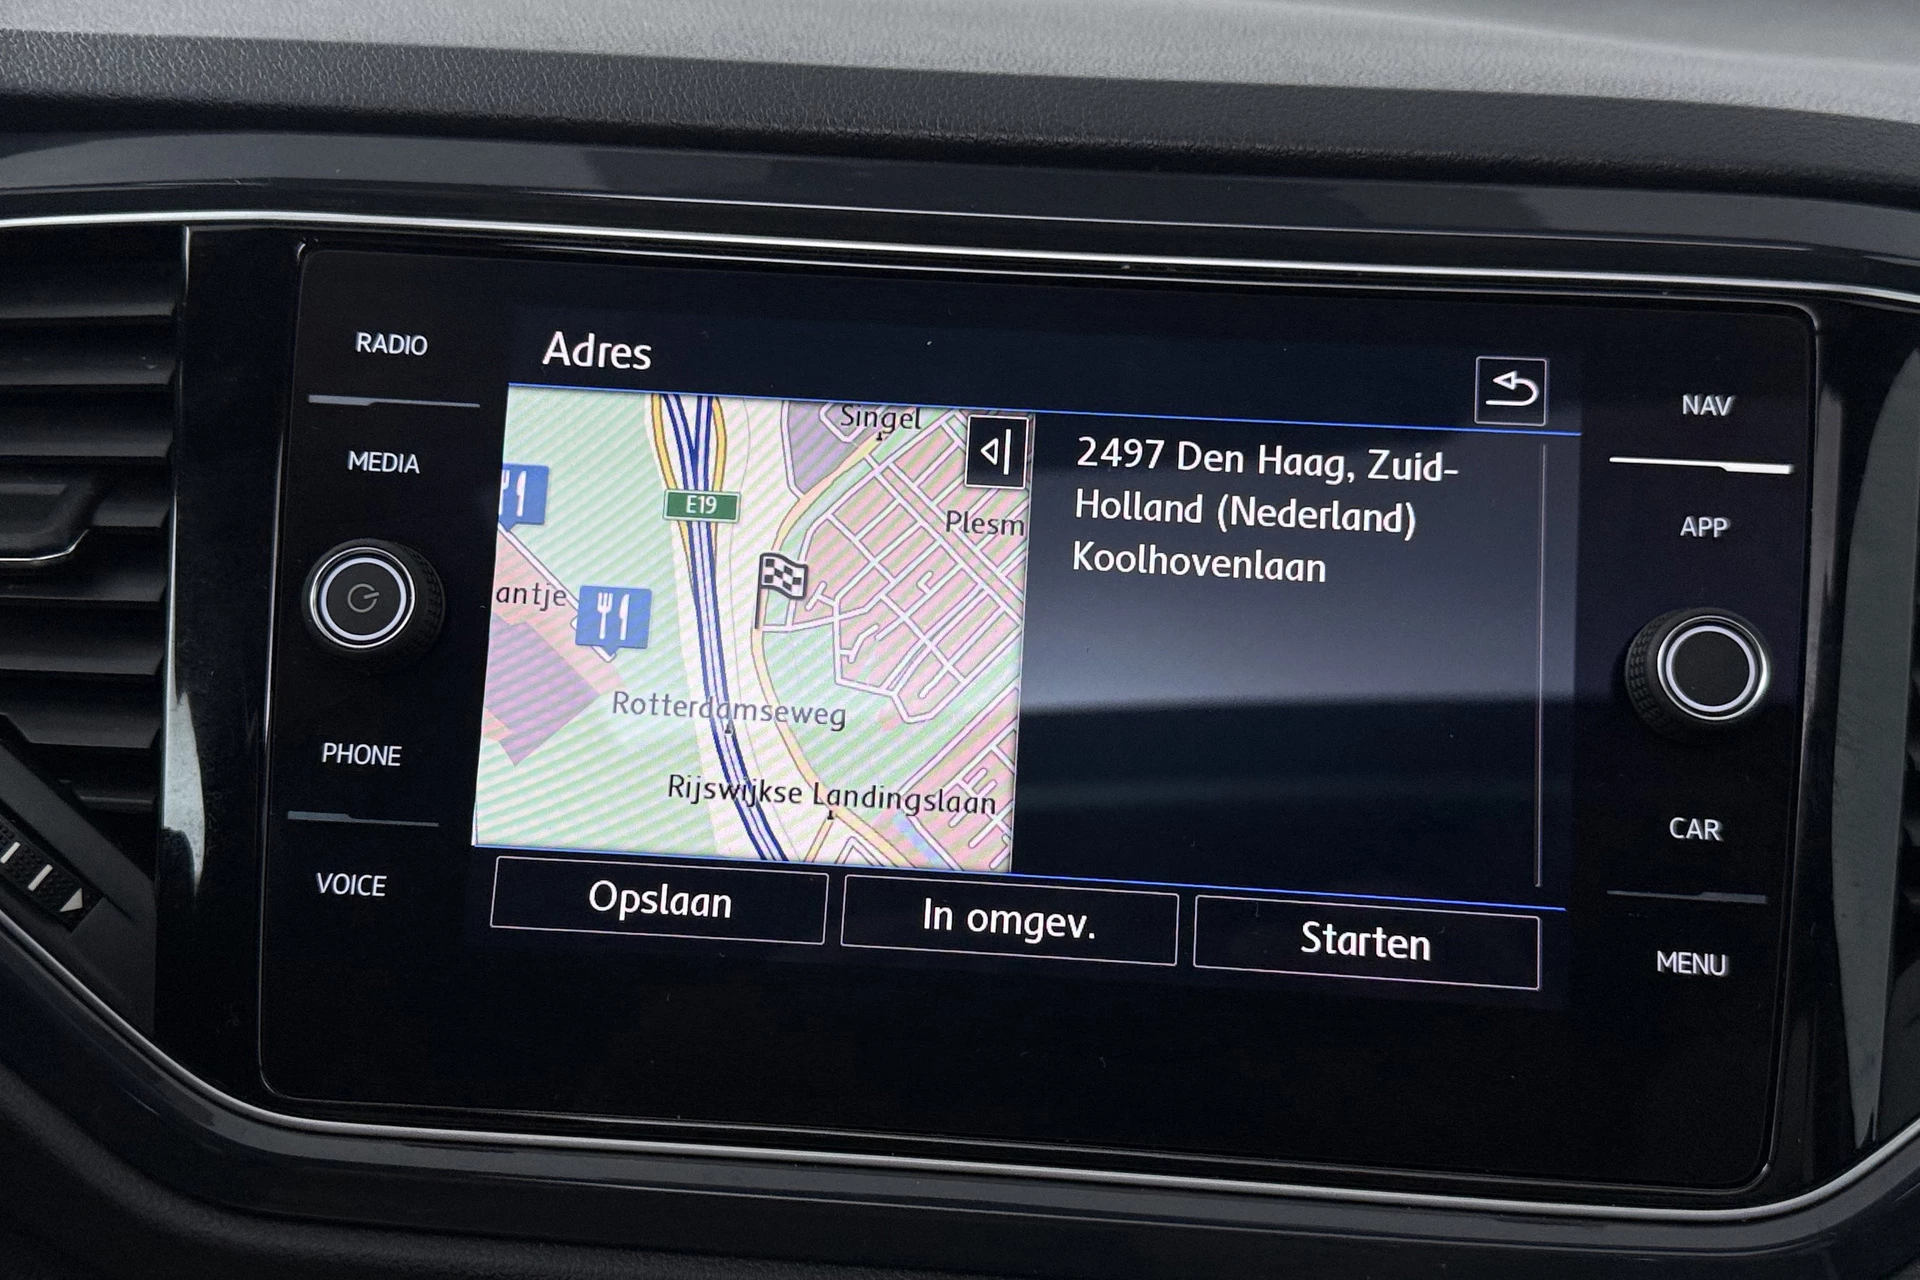 RADIO
MEDIA
PHONE
VOICE
Adres
Singel
E19
Plesm
antje
Rotterdamseweg
Rijswijkse Landingslaan
2497 Den Haag, Zuid-
Holland (Nederland)
Koolhovenlaan
Opslaan
In omgev.
Starten
NAV
APP
CAR
MENU